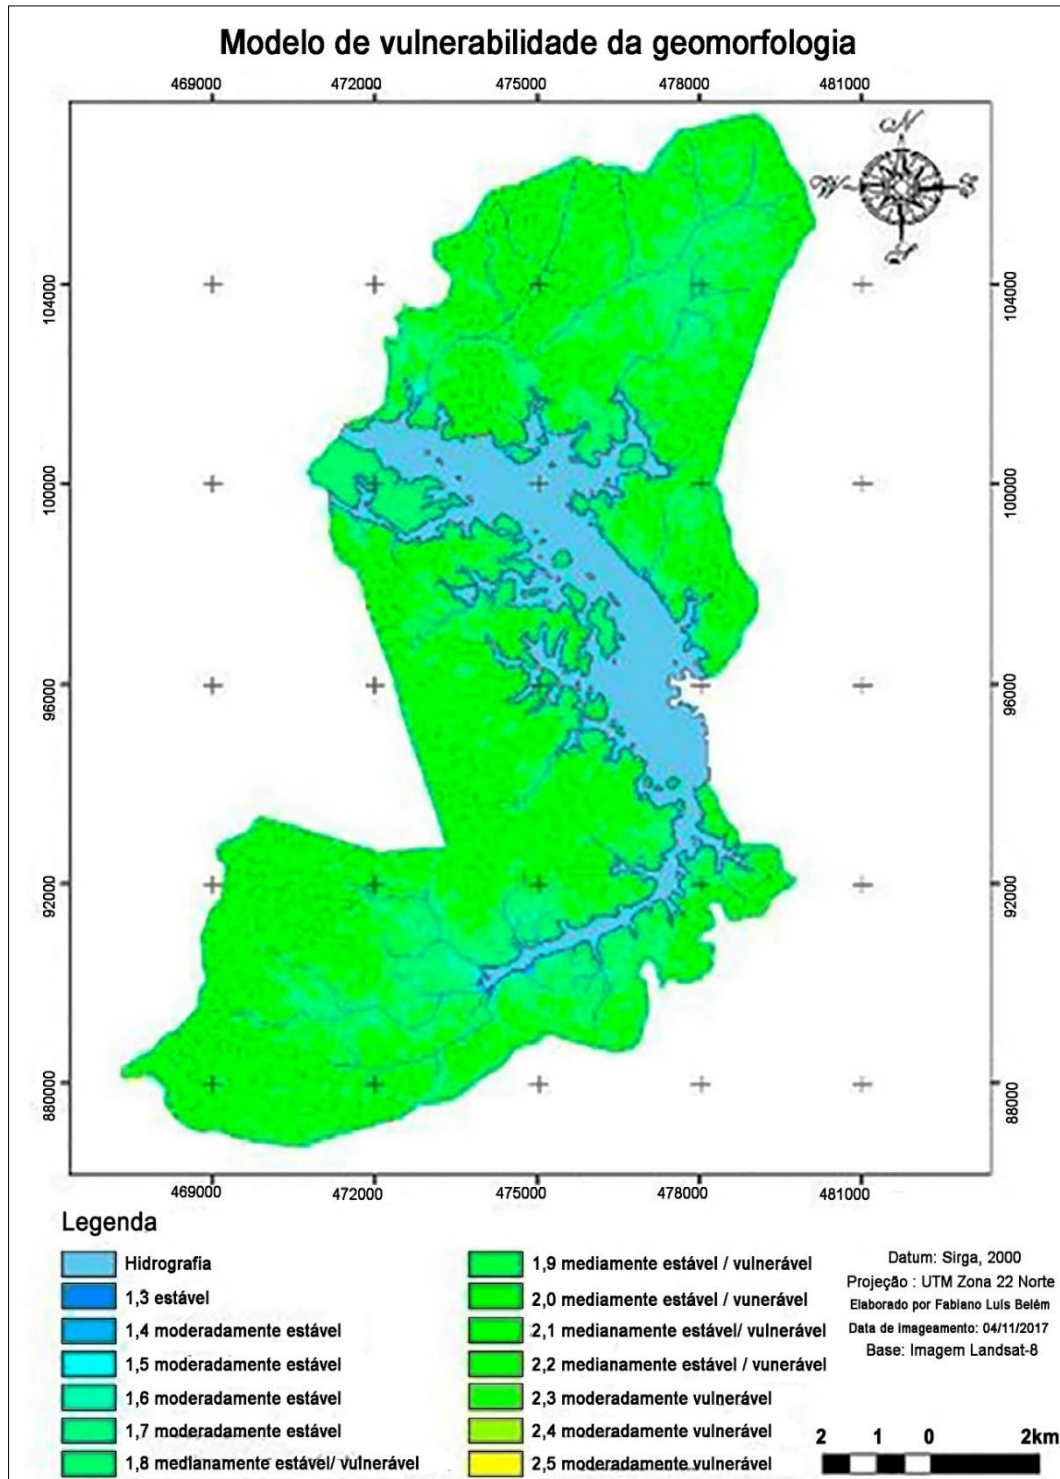 Modelo de vulnerabilidade da geomorfologia
469000 472000 475000 478000 481000
N
W
S
104000 104000
100000 100000
96000 96000
92000 92000
88000 88000
469000 472000 475000 478000 481000
Legenda
Hidrografia
1,3 estável
1,4 moderadamente estável
1,5 moderadamente estável
1,6 moderadamente estável
1,7 moderadamente estável
1,8 medianamente estável/ vulnerável
1,9 mediamente estável / vulnerável
2,0 mediamente estável / vunerável
2,1 medianamente estável/ vulnerável
2,2 medianamente estável / vunerável
2,3 moderadamente vulnerável
2,4 moderadamente vulnerável
2,5 moderadamente vulnerável
Datum: Sirga, 2000
Projeção : UTM Zona 22 Norte
Elaborado por Fabiano Luís Belém
Data de imageamento: 04/11/2017
Base: Imagem Landsat-8
2 1 0 2km